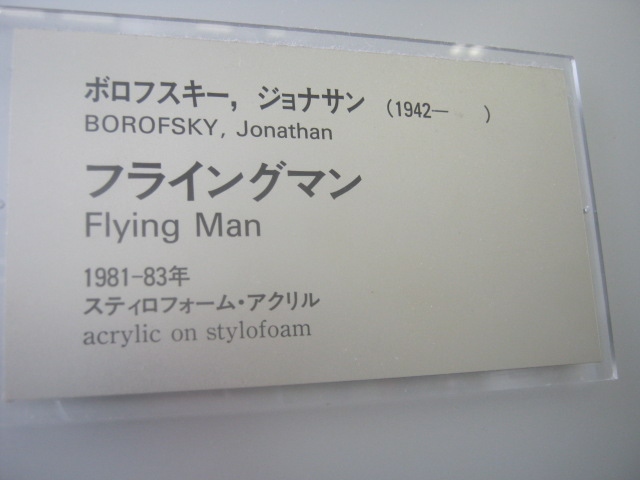 ボロフスキー，ジョナサン （1942－　　）
BOROFSKY, Jonathan
フライングマン
Flying Man
1981-83年
スティロフォーム・アクリル
acrylic on stylofoam